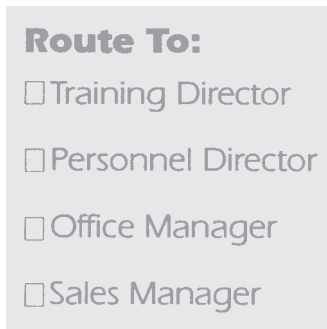 Route To:
☐ Training Director
☐ Personnel Director
☐ Office Manager
☐ Sales Manager